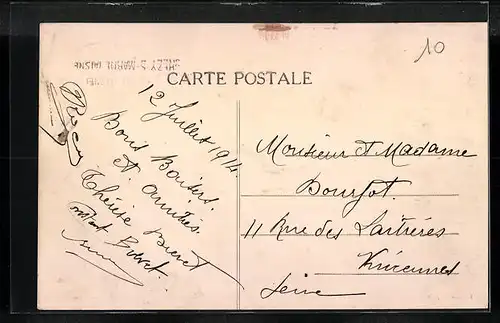 10
CARTE POSTALE
12 Juillet 1914.
Bons Baisers.
et amitiés.
Thérèse
Monsieur et Madame
Boursot.
11 Rue des Laitières
Vincennes
Seine